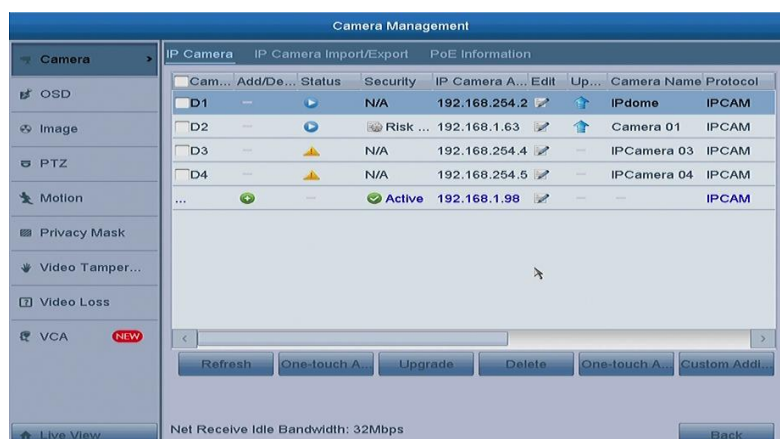 Camera Management
Camera >
OSD
Image
PTZ
Motion
Privacy Mask
Video Tamper...
Video Loss
VCA NEW
Live View
IP Camera IP Camera Import/Export PoE Information
Cam... Add/De... Status Security IP Camera A... Edit Up... Camera Name Protocol
D1 — N/A 192.168.254.2 IPdome IPCAM
D2 — Risk ... 192.168.1.63 Camera 01 IPCAM
D3 — N/A 192.168.254.4 — IPCamera 03 IPCAM
D4 — N/A 192.168.254.5 — IPCamera 04 IPCAM
... — Active 192.168.1.98 — — IPCAM
Refresh One-touch A... Upgrade Delete One-touch A... Custom Addi...
Net Receive Idle Bandwidth: 32Mbps
Back